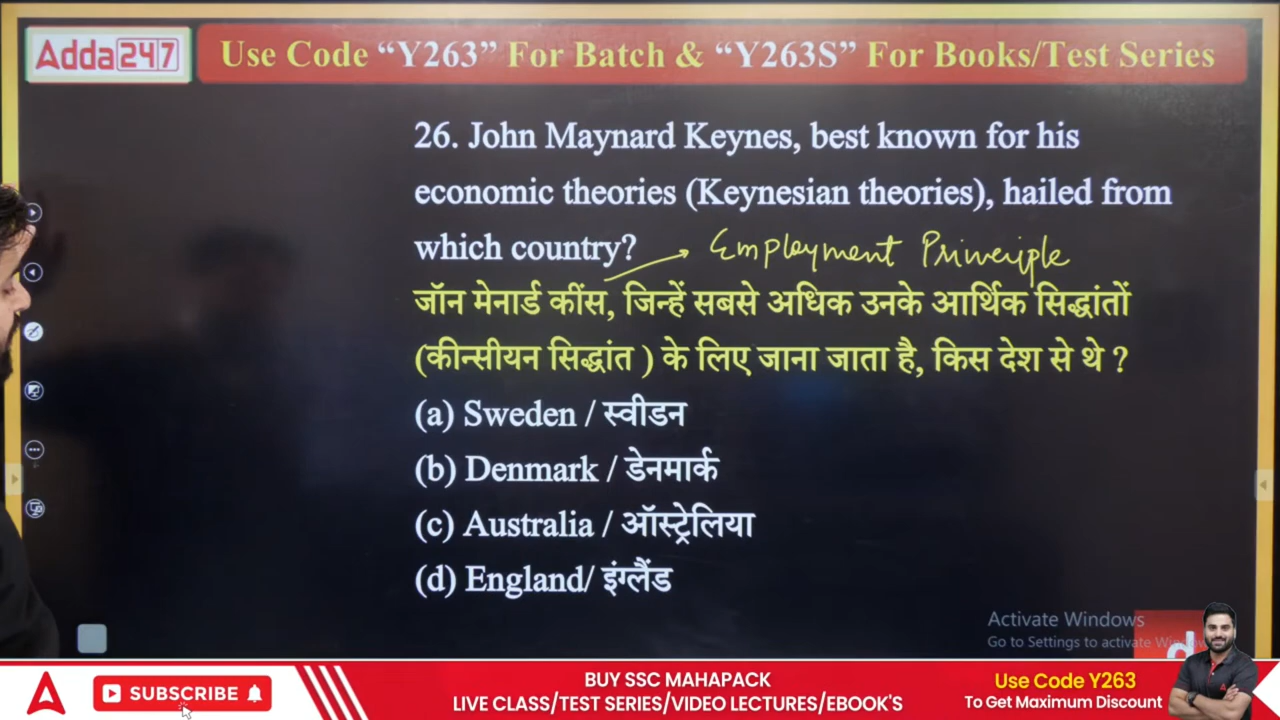 Adda247
Use Code “Y263” For Batch & “Y263S” For Books/Test Series
26. John Maynard Keynes, best known for his
economic theories (Keynesian theories), hailed from
which country?
Employment Principle
जॉन मेनार्ड कींस, जिन्हें सबसे अधिक उनके आर्थिक सिद्धांतों
(कीन्सीयन सिद्धांत ) के लिए जाना जाता है, किस देश से थे ?
(a) Sweden / स्वीडन
(b) Denmark / डेनमार्क
(c) Australia / ऑस्ट्रेलिया
(d) England/ इंग्लैंड
Activate Windows
Go to Settings to activate
d
SUBSCRIBE
BUY SSC MAHAPACK
LIVE CLASS/TEST SERIES/VIDEO LECTURES/EBOOK'S
Use Code Y263
To Get Maximum Discount